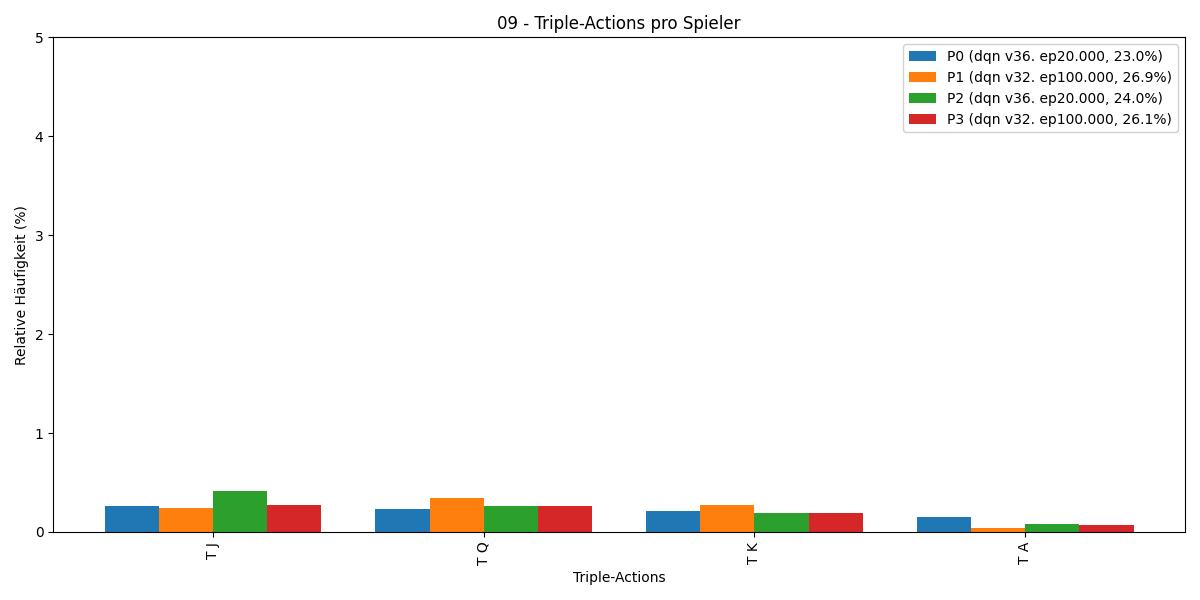 09 - Triple-Actions pro Spieler
P0 (dqn v36. ep20.000, 23.0%)
P1 (dqn v32. ep100.000, 26.9%)
P2 (dqn v36. ep20.000, 24.0%)
P3 (dqn v32. ep100.000, 26.1%)
Relative Häufigkeit (%)
5
4
3
2
1
0
T J
T Q
T K
T A
Triple-Actions